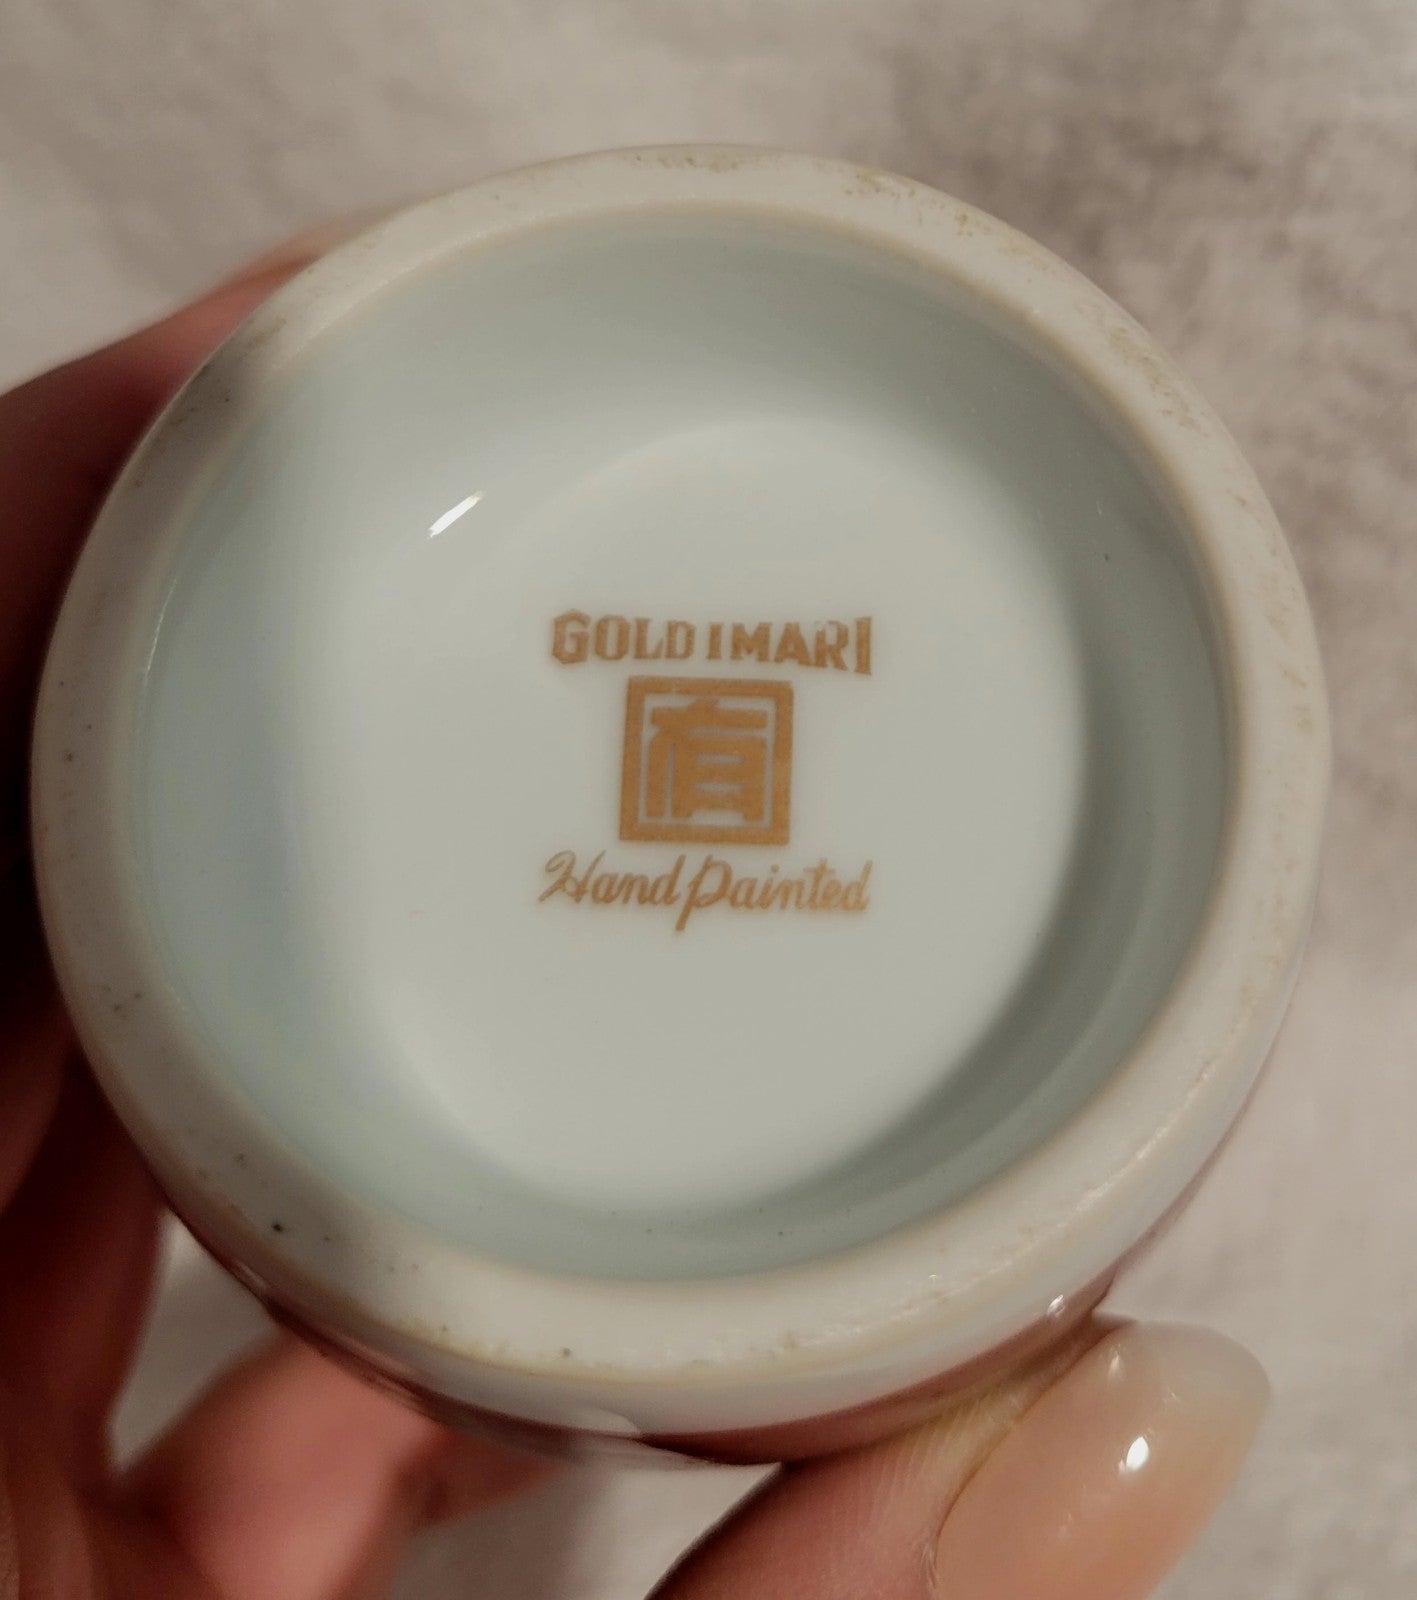 GOLD IMARI
有
Hand Painted